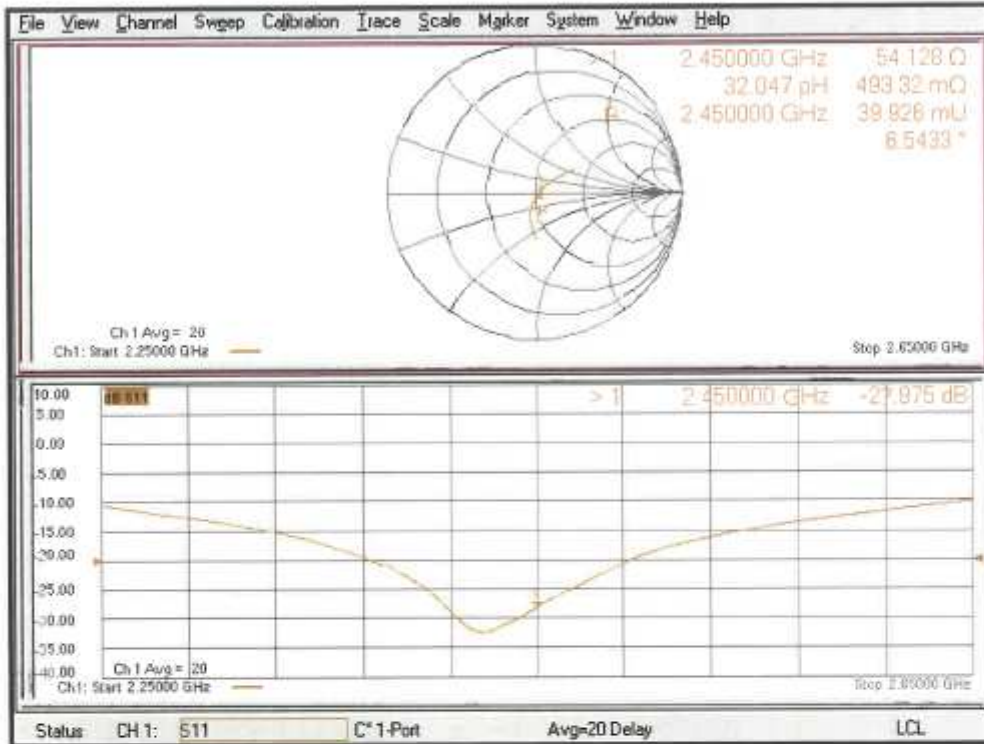 File View Channel Sweep Calibration Trace Scale Marker System Window Help
1 2.450000 GHz 54.128 Ω
32.047 pH 493.32 mΩ
2.450000 GHz 39.926 mU
6.5433 °
Ch 1 Avg = 20
Ch1: Start 2.25000 GHz
Stop 2.65000 GHz
10.00
5.00
0.00
-5.00
-10.00
-15.00
-20.00
-25.00
-30.00
-35.00
-40.00
dB S11
> 1 2.450000 GHz -27.975 dB
Ch 1 Avg = 20
Ch1: Start 2.25000 GHz
Stop 2.65000 GHz
Status CH 1: S11 C* 1-Port Avg=20 Delay LCL